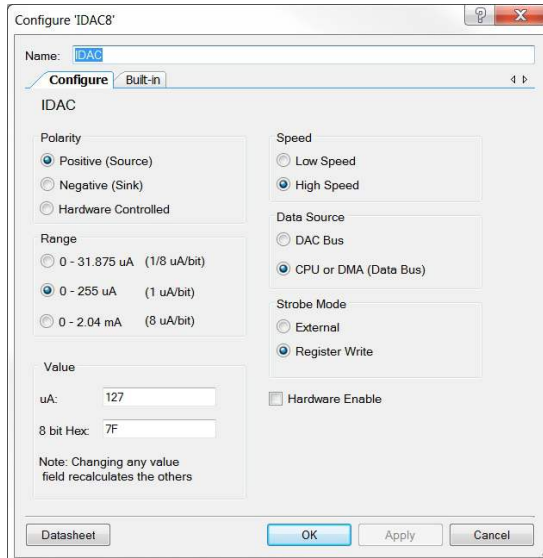 Configure 'IDAC8'
Name: IDAC
Configure Built-in
IDAC
Polarity
Positive (Source)
Negative (Sink)
Hardware Controlled
Range
0 - 31.875 uA (1/8 uA/bit)
0 - 255 uA (1 uA/bit)
0 - 2.04 mA (8 uA/bit)
Value
uA: 127
8 bit Hex: 7F
Note: Changing any value
field recalculates the others
Speed
Low Speed
High Speed
Data Source
DAC Bus
CPU or DMA (Data Bus)
Strobe Mode
External
Register Write
Hardware Enable
Datasheet OK Apply Cancel